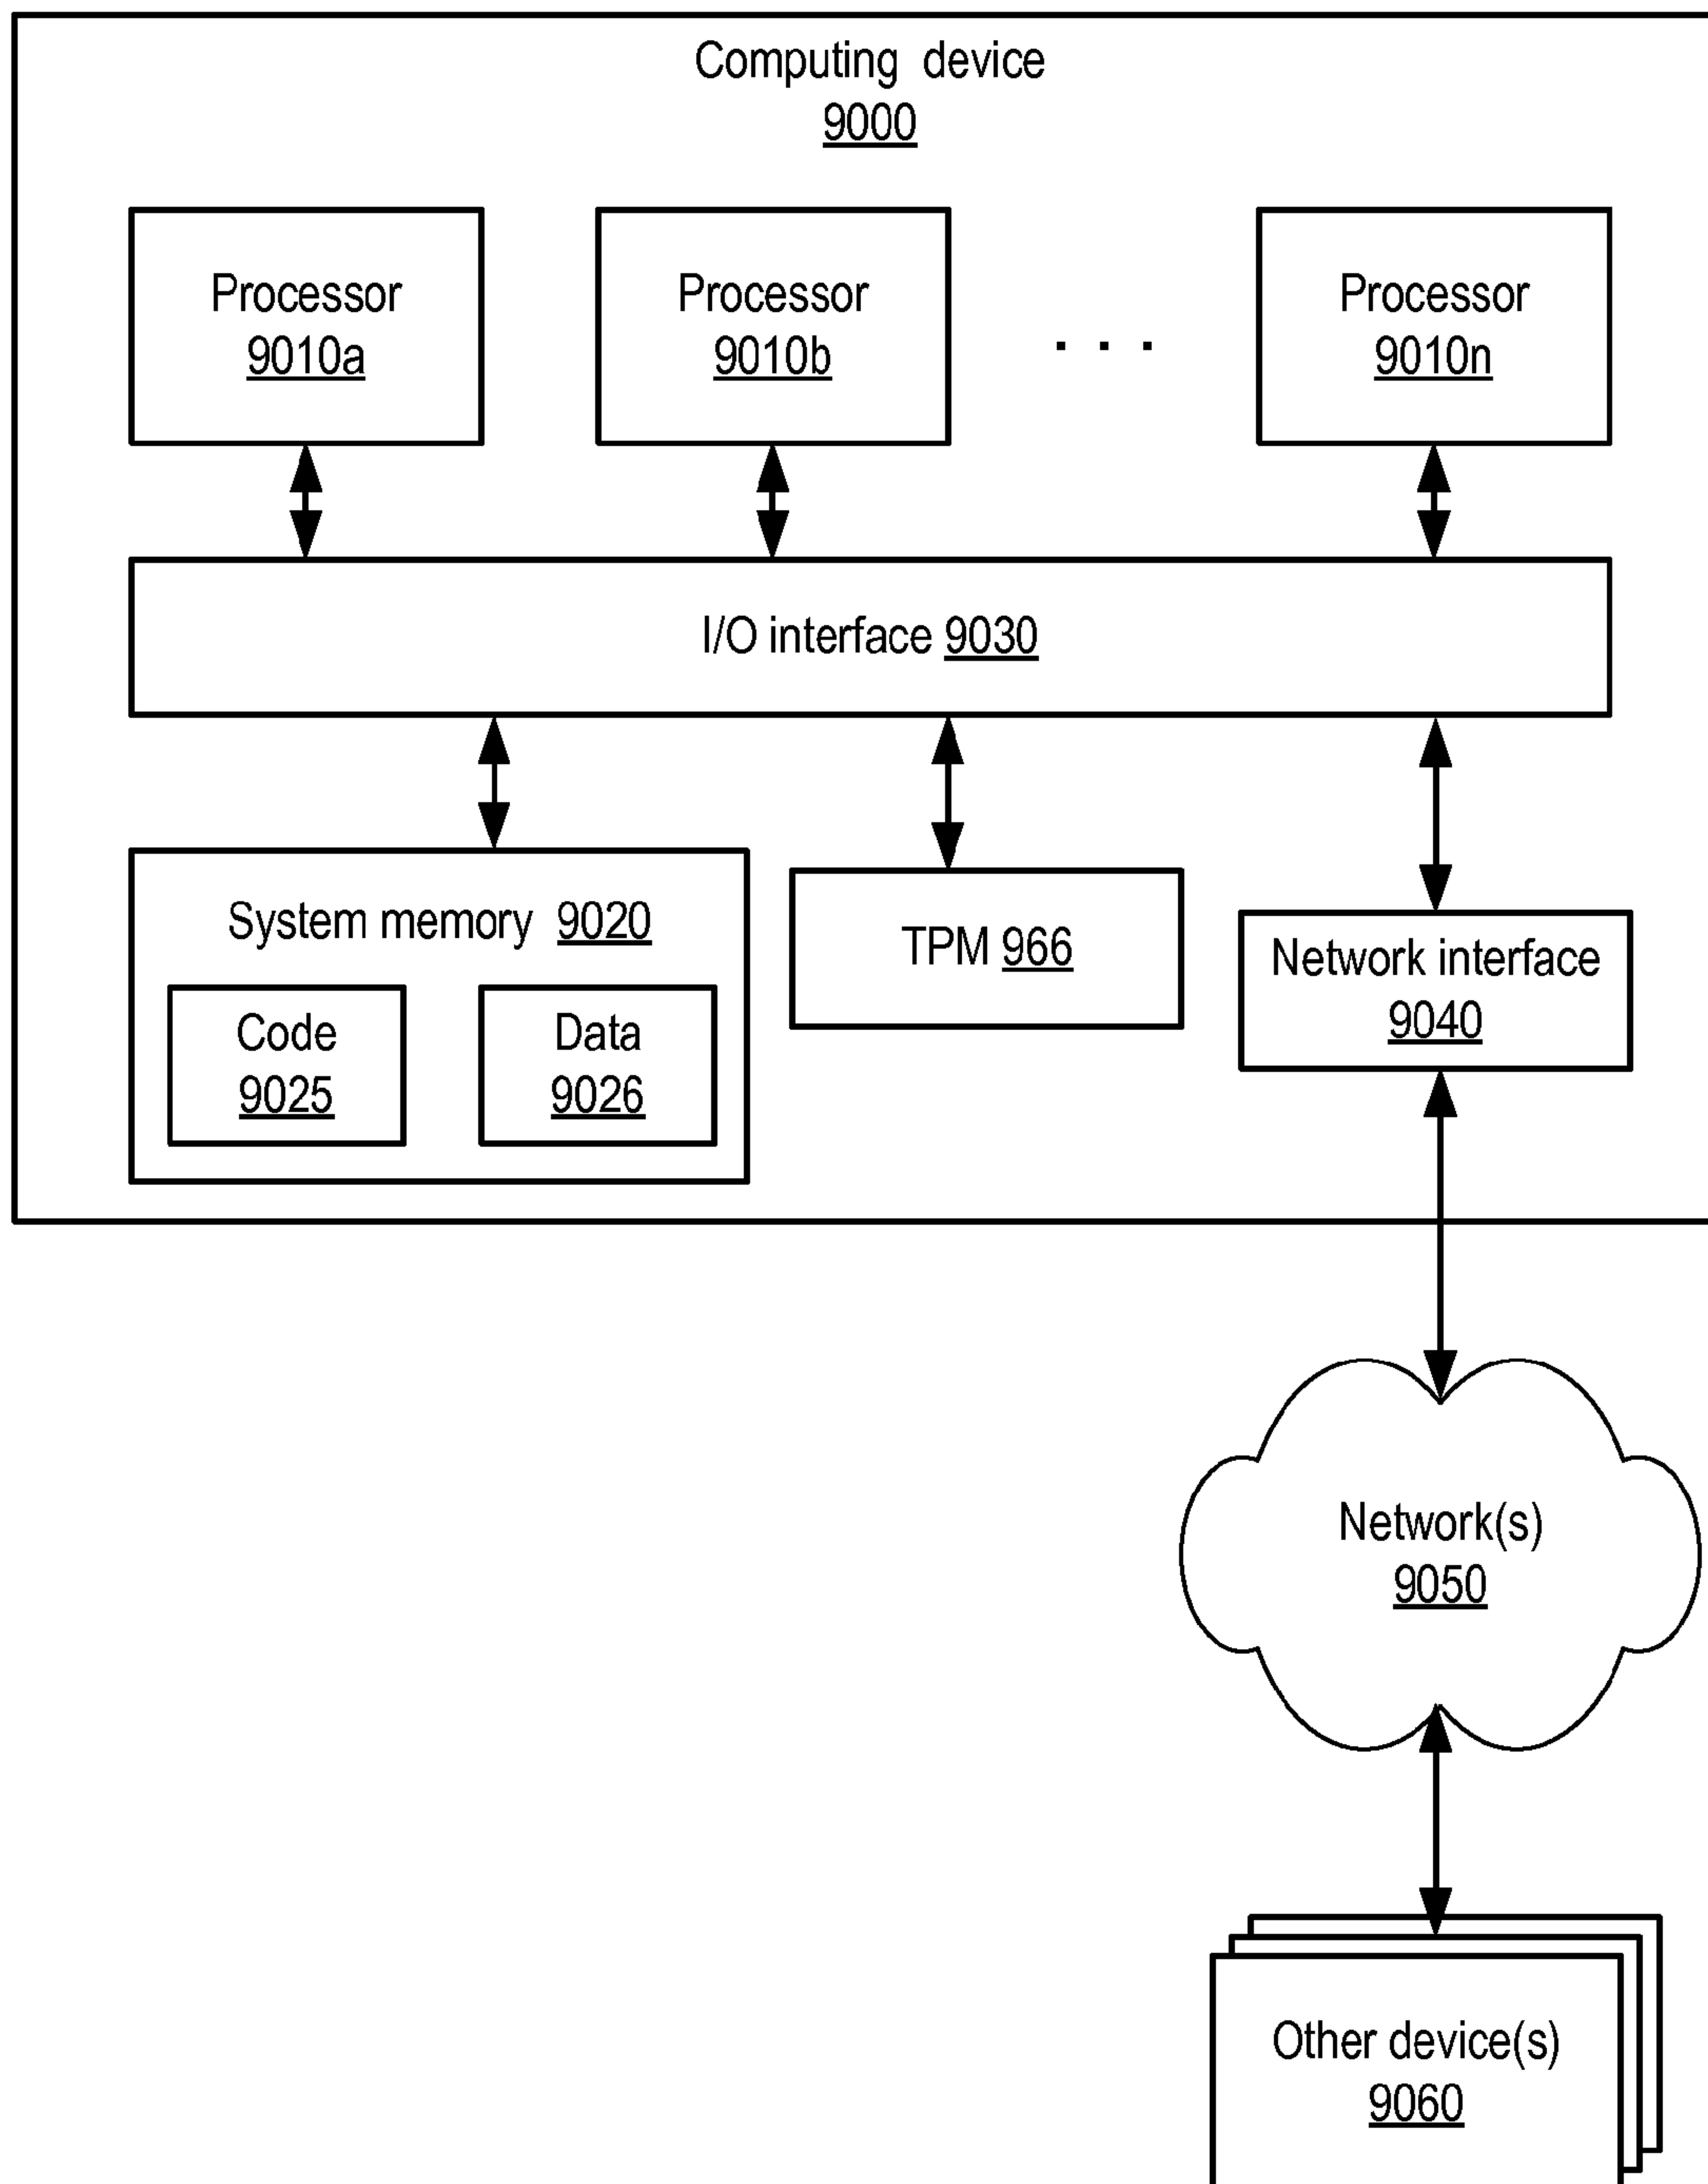 Computing device
9000
Processor
9010a
Processor
9010b
. . .
Processor
9010n
I/O interface 9030
System memory 9020
Code
9025
Data
9026
TPM 966
Network interface
9040
Network(s)
9050
Other device(s)
9060